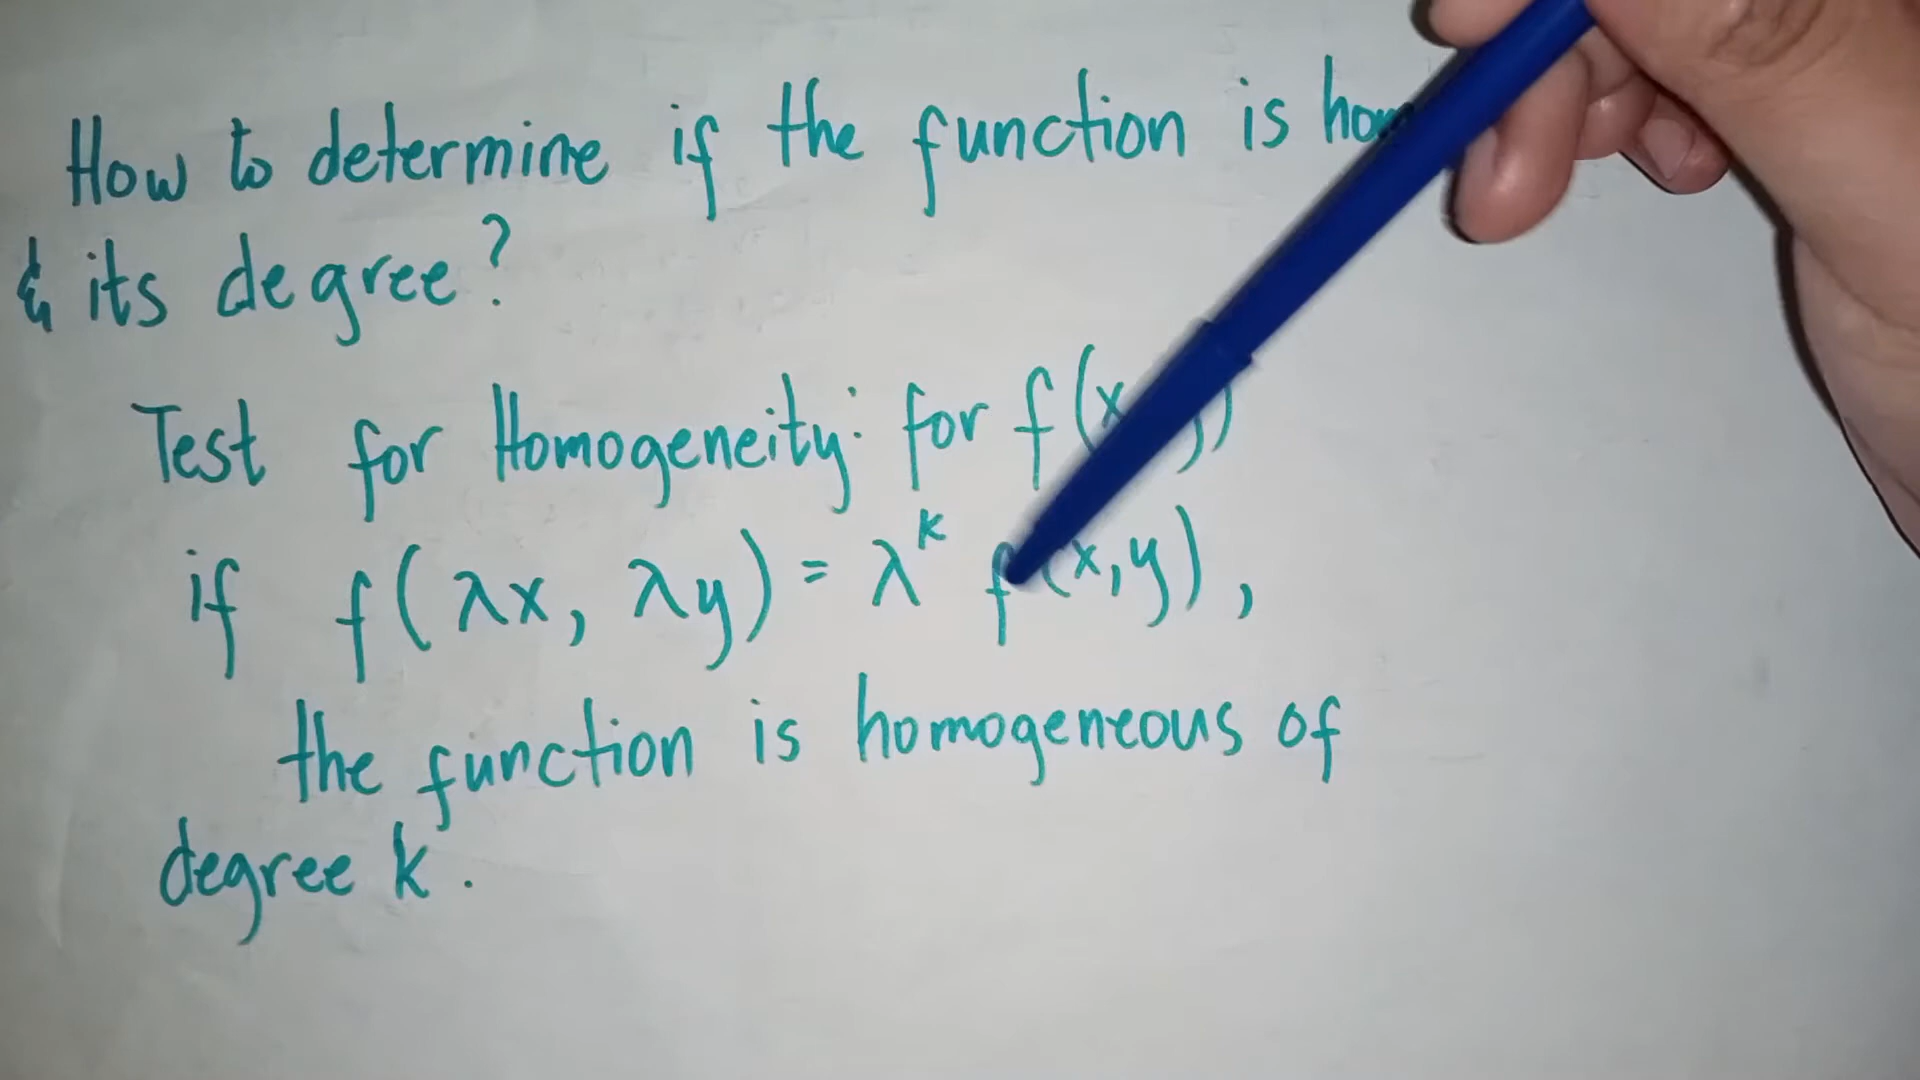 How to determine if the function is
& its degree?
Test for Homogeneity: for f(x,y)
if f(λx, λy) = λ^k f(x,y),
the function is homogeneous of
degree k.